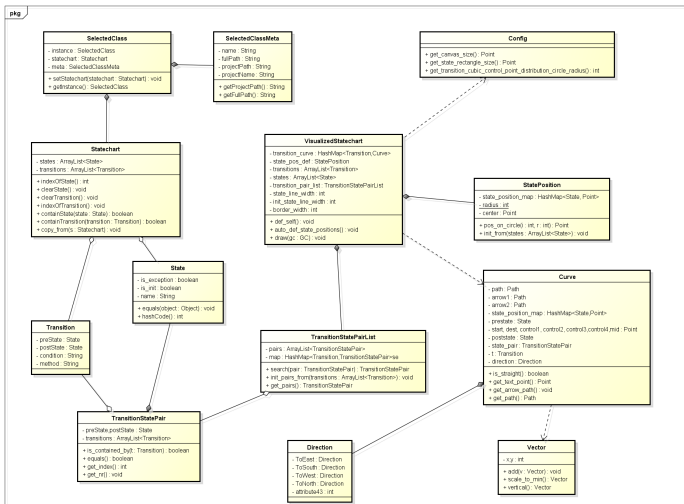 pkg
SelectedClass
- instance : SelectedClass
- statechart : Statechart
- meta : SelectedClassMeta
+ setStatechart(statechart : Statechart) : void
+ getInstance() : SelectedClass
SelectedClassMeta
- name : String
- fullPath : String
- projectPath : String
- projectName : String
+ getProjectPath() : String
+ getFullPath() : String
Config
+ get_canvas_size() : Point
+ get_state_rectangle_size() : Point
+ get_transition_cubic_control_point_distribution_circle_radius() : int
Statechart
- states : ArrayList<State>
- transitions : ArrayList<Transition>
+ indexOfState() : int
+ clearState() : void
+ clearTransition() : void
+ indexOfTransition() : void
+ containState(state : State) : boolean
+ containTransition(transition : Transition) : boolean
+ copy_from(s : Statechart) : void
VisualizedStatechart
- transition_curve : HashMap<Transition,Curve>
- state_pos_def : StatePosition
- transitions : ArrayList<Transition>
- states : ArrayList<State>
- transition_pair_list : TransitionStatePairList
- state_line_width : int
- init_state_line_width : int
- border_width : int
+ def_self() : void
+ auto_def_state_positions() : void
+ draw(gc : GC) : void
StatePosition
- state_position_map : HashMap<State, Point>
- radius : int
- center : Point
+ pos_on_circle(i : int, r : int) : Point
+ init_from(states : ArrayList<State>) : void
State
- is_exception : boolean
- is_init : boolean
- name : String
+ equals(object : Object) : void
+ hashCode() : int
Curve
- path : Path
- arrow1 : Path
- arrow2 : Path
- state_position_map : HashMap<State,Point>
- prestate : State
- start, dest, control1, control2, control3,control4,mid : Point
- poststate : State
- state_pair : TransitionStatePair
- t : Transition
- direction : Direction
+ is_straight() : boolean
+ get_text_point() : Point
+ get_arrow_path() : void
+ get_path() : Path
Transition
- preState : State
- postState : State
- condition : String
- method : String
TransitionStatePairList
- pairs : ArrayList<TransitionStatePair>
- map : HashMap<Transition,TransitionStatePair>ss
+ search(pair : TransitionStatePair) : TransitionStatePair
+ init_pairs_from(transitions : ArrayList<Transition>) : void
+ get_pairs() : TransitionStatePair
TransitionStatePair
- preState,postState : State
- transitions : ArrayList<Transition>
+ is_contained_by(t : Transition) : boolean
+ equals() : boolean
+ get_index() : int
+ get_nr() : void
Direction
- ToEast : Direction
- ToSouth : Direction
- ToWest : Direction
- ToNorth : Direction
- attribute43 : int
Vector
- x,y : int
+ add(v : Vector) : void
+ scale_to_min() : Vector
+ vertical() : Vector